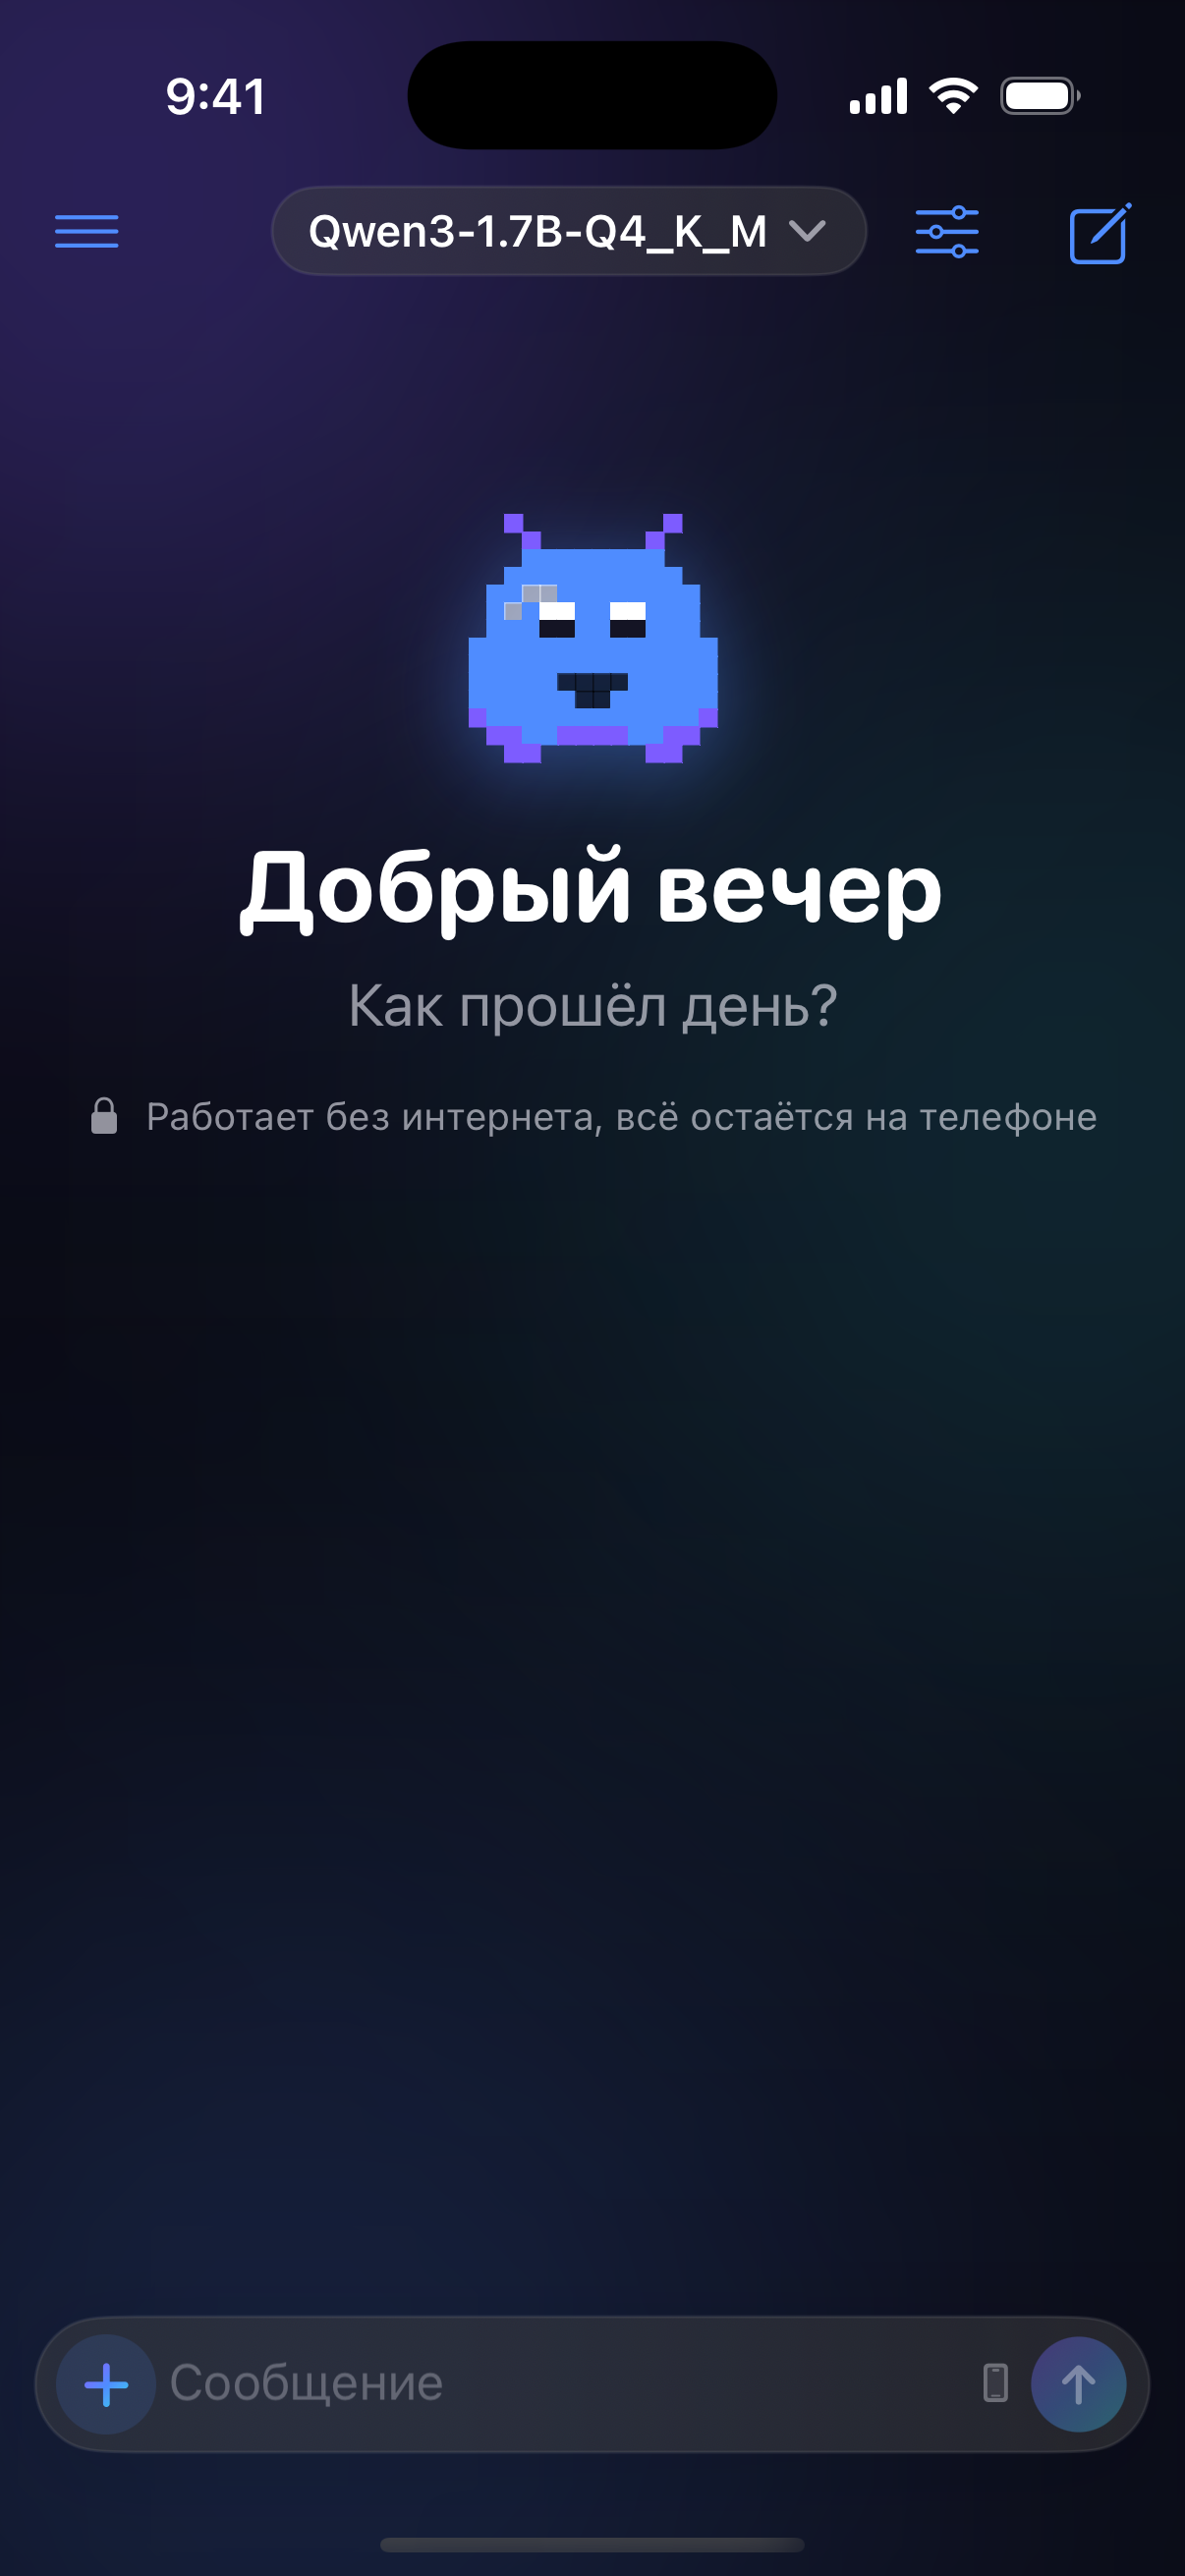 9:41
Qwen3-1.7B-Q4_K_M
Добрый вечер
Как прошёл день?
Работает без интернета, всё остаётся на телефоне
Сообщение